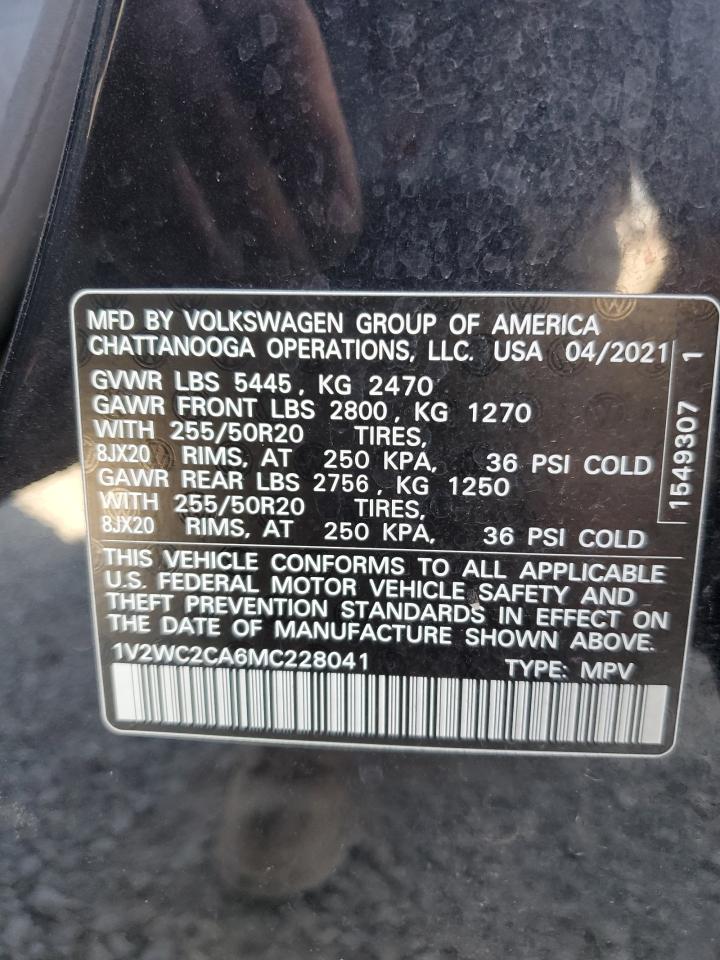 MFD BY VOLKSWAGEN GROUP OF AMERICA
CHATTANOOGA OPERATIONS, LLC. USA 04/2021
GVWR LBS 5445, KG 2470
GAWR FRONT LBS 2800, KG 1270
WITH 255/50R20 TIRES,
8JX20 RIMS, AT 250 KPA, 36 PSI COLD
GAWR REAR LBS 2756, KG 1250
WITH 255/50R20 TIRES,
8JX20 RIMS, AT 250 KPA, 36 PSI COLD
1549307 1
THIS VEHICLE CONFORMS TO ALL APPLICABLE
U.S. FEDERAL MOTOR VEHICLE SAFETY AND
THEFT PREVENTION STANDARDS IN EFFECT ON
THE DATE OF MANUFACTURE SHOWN ABOVE.
1V2WC2CA6MC228041 TYPE: MPV